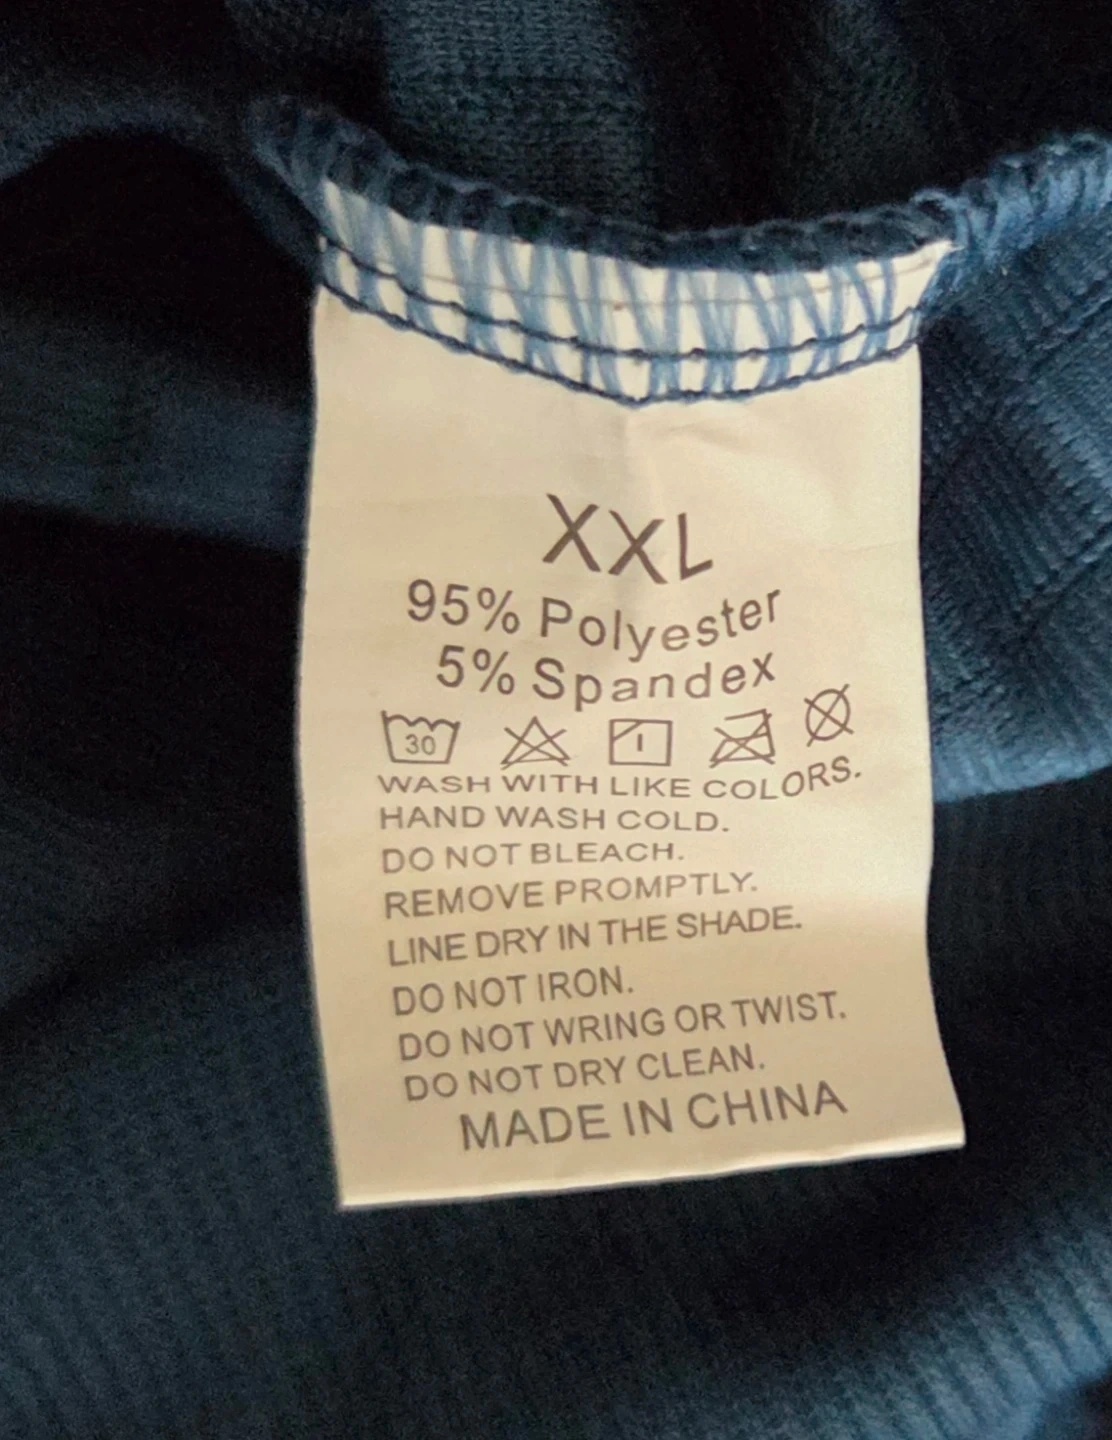 XXL
95% Polyester
5% Spandex
30
WASH WITH LIKE COLORS.
HAND WASH COLD.
DO NOT BLEACH.
REMOVE PROMPTLY.
LINE DRY IN THE SHADE.
DO NOT IRON.
DO NOT WRING OR TWIST.
DO NOT DRY CLEAN.
MADE IN CHINA